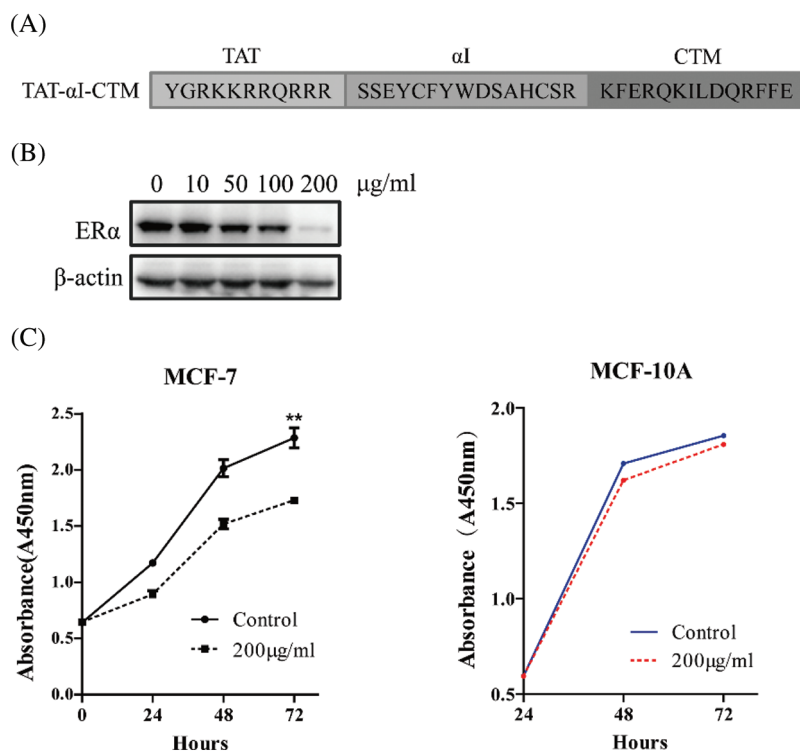 (A)
TAT αI CTM
TAT-αI-CTM YGRKKRRQRRR SSEYCFYWDSAHCSR KFERQKILDQRFFE
(B)
0 10 50 100 200 μg/ml
ERα
β-actin
(C)
MCF-7
2.5
2.0
1.5
1.0
0.5
0.0
Absorbance(A450nm)
**
Control
200μg/ml
0 24 48 72
Hours
MCF-10A
2.0
1.5
1.0
0.5
Absorbance（A450nm)
Control
200μg/ml
24 48 72
Hours